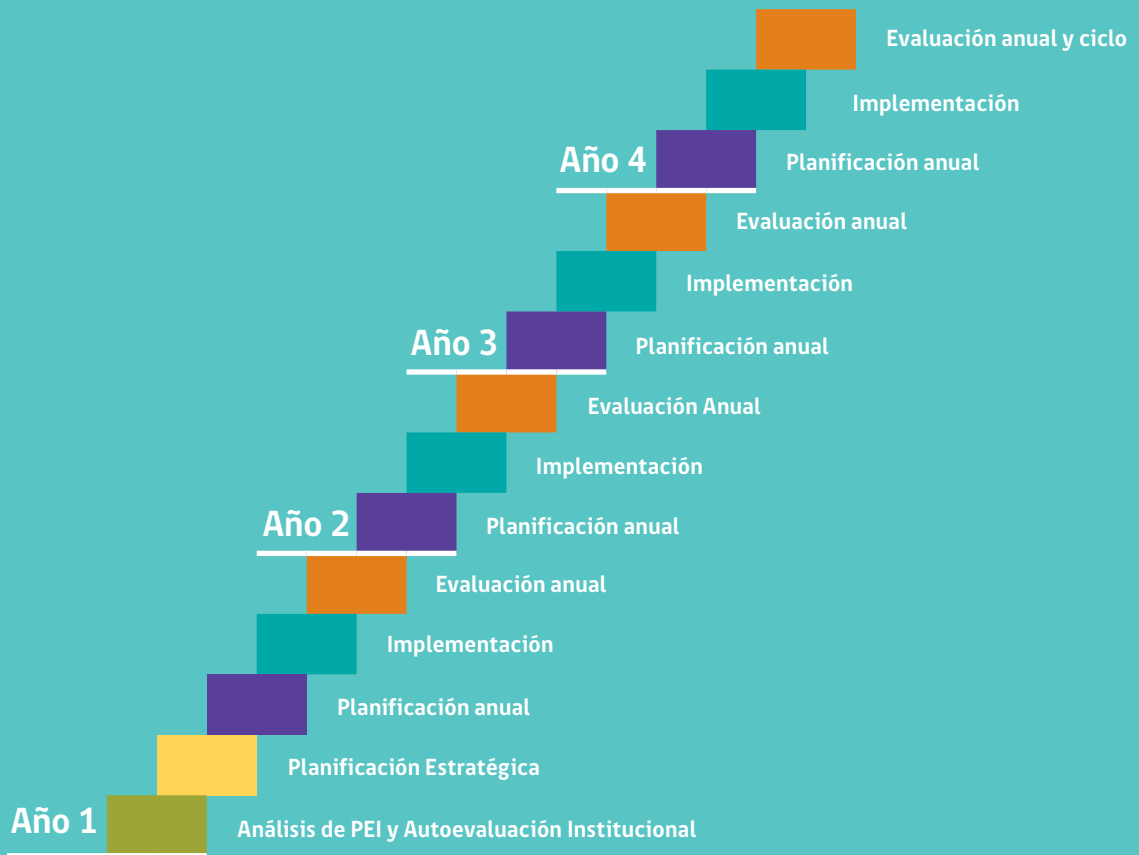 Evaluación anual y ciclo
Implementación
Año 4
Planificación anual
Evaluación anual
Implementación
Año 3
Planificación anual
Evaluación Anual
Implementación
Año 2
Planificación anual
Evaluación anual
Implementación
Planificación anual
Planificación Estratégica
Año 1
Análisis de PEI y Autoevaluación Institucional